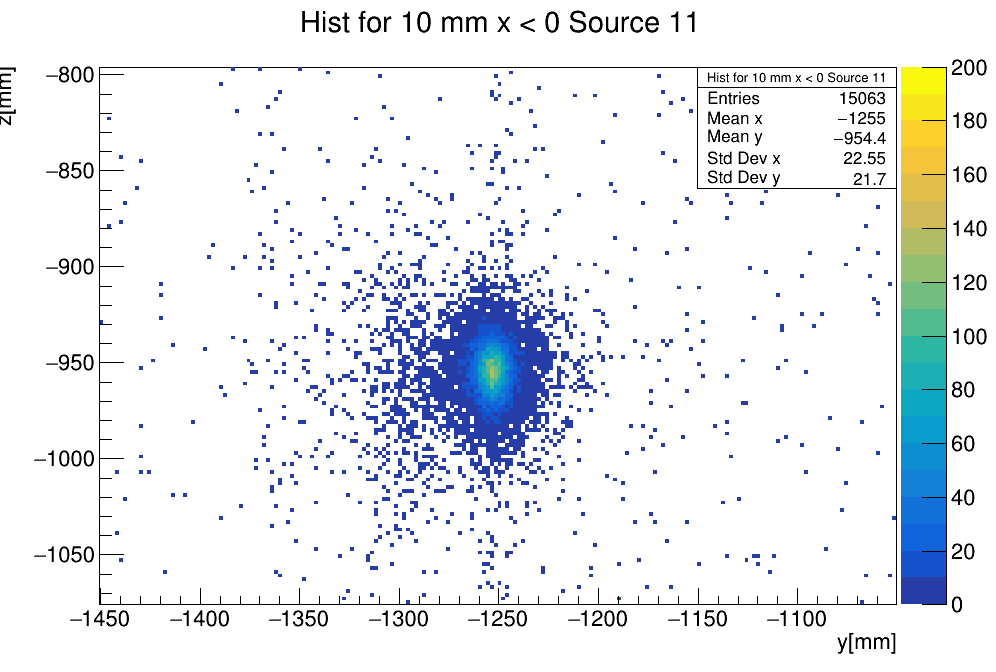 Hist for 10 mm x < 0 Source 11
z[mm]
−800
−850
−900
−950
−1000
−1050
Hist for 10 mm x < 0 Source 11
Entries 15063
Mean x −1255
Mean y −954.4
Std Dev x 22.55
Std Dev y 21.7
200
180
160
140
120
100
80
60
40
20
0
−1450 −1400 −1350 −1300 −1250 −1200 −1150 −1100
y[mm]